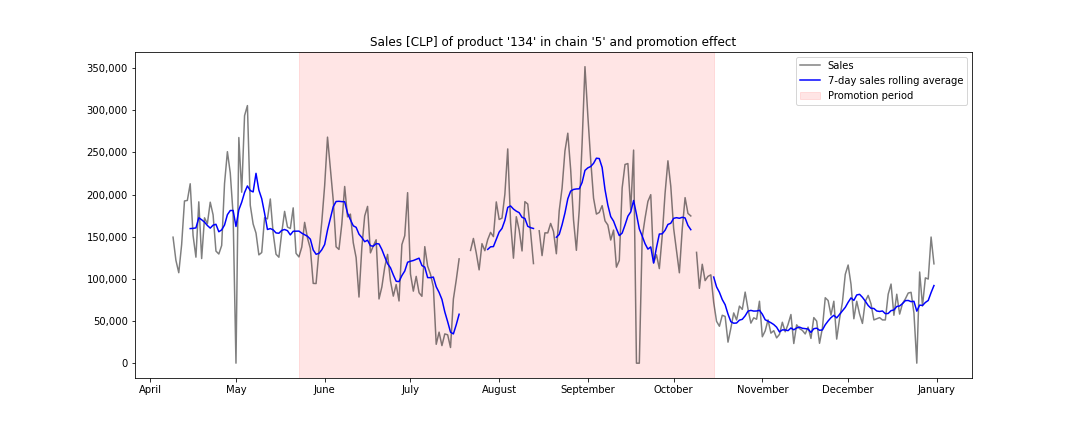 Sales [CLP] of product '134' in chain '5' and promotion effect
350,000
300,000
250,000
200,000
150,000
100,000
50,000
0
Sales
7-day sales rolling average
Promotion period
April May June July August September October November December January